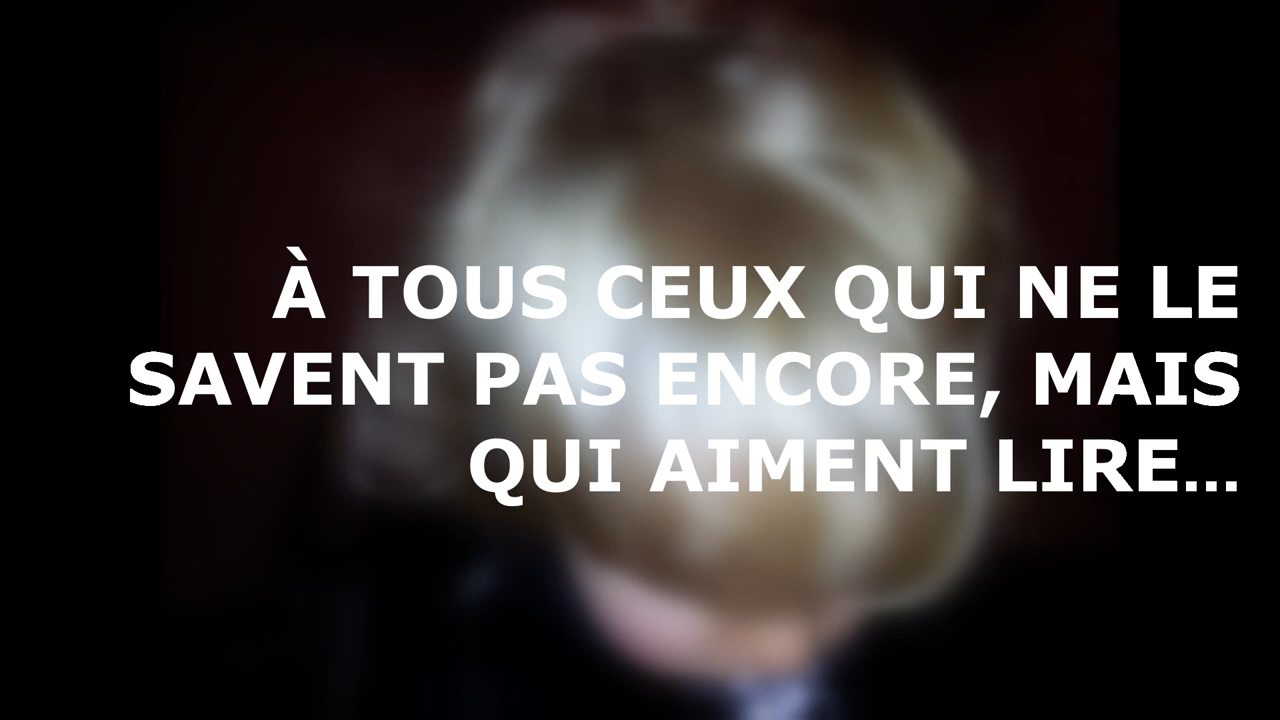 À TOUS CEUX QUI NE LE
SAVENT PAS ENCORE, MAIS
QUI AIMENT LIRE...